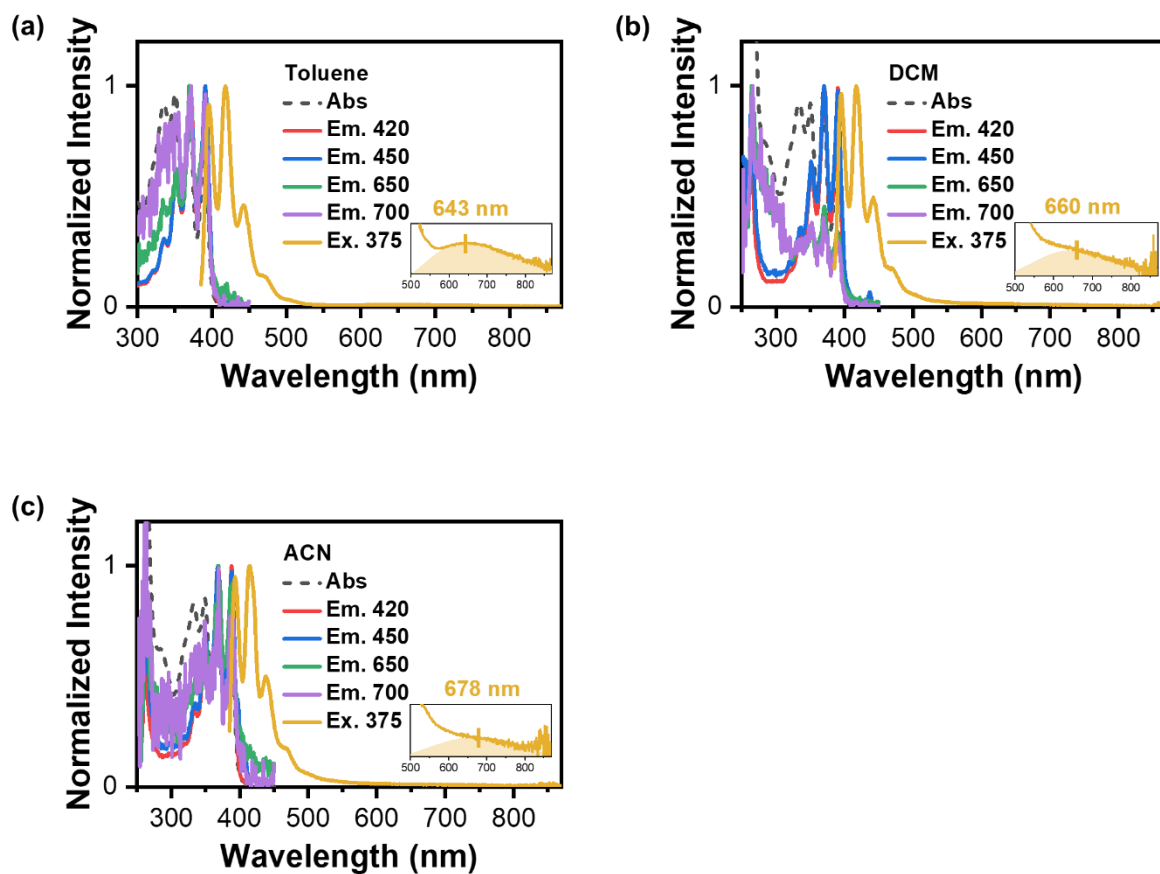 (a)
Normalized Intensity
1
0
Toluene
Abs
Em. 420
Em. 450
Em. 650
Em. 700
Ex. 375
643 nm
500 600 700 800
300 400 500 600 700 800
Wavelength (nm)
(b)
Normalized Intensity
1
0
DCM
Abs
Em. 420
Em. 450
Em. 650
Em. 700
Ex. 375
660 nm
500 600 700 800
300 400 500 600 700 800
Wavelength (nm)
(c)
Normalized Intensity
1
0
ACN
Abs
Em. 420
Em. 450
Em. 650
Em. 700
Ex. 375
678 nm
500 600 700 800
300 400 500 600 700 800
Wavelength (nm)